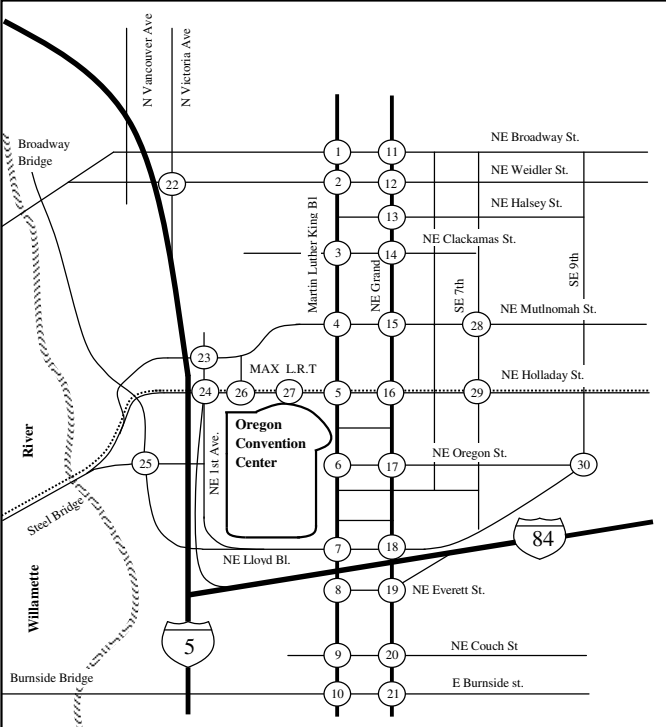 N Vancouver Ave
N Victoria Ave
Broadway
Bridge
NE Broadway St.
1
11
NE Weidler St.
22
2
12
NE Halsey St.
13
Martin Luther King Bl
NE Grand
NE Clackamas St.
3
14
SE 7th
SE 9th
NE Mutlnomah St.
4
15
28
23
MAX L.R.T
NE Holladay St.
24
26
27
5
16
29
Oregon
Convention
Center
River
NE 1st Ave.
NE Oregon St.
25
6
17
30
Steel Bridge
84
7
18
NE Lloyd Bl.
Willamette
8
19
NE Everett St.
5
NE Couch St
9
20
Burnside Bridge
E Burnside st.
10
21